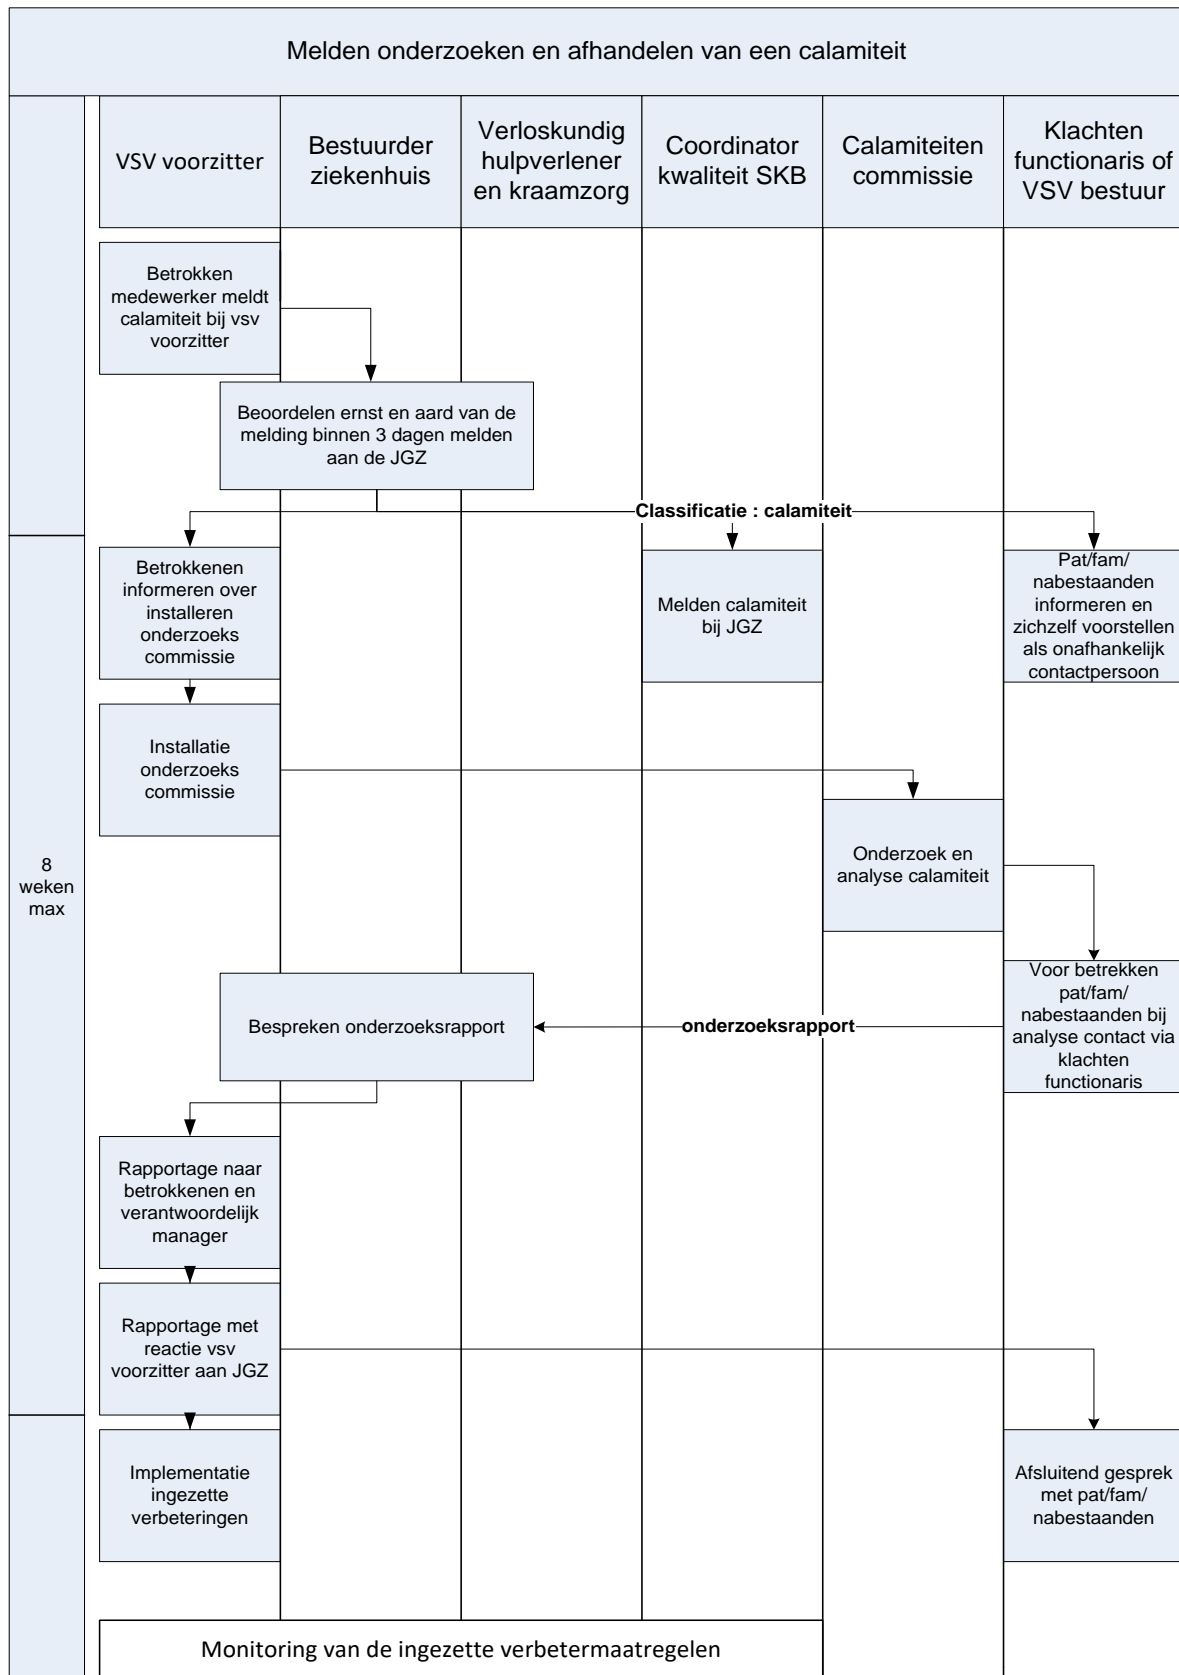 Melden onderzoeken en afhandelen van een calamiteit
VSV voorzitter
Bestuurder
ziekenhuis
Verloskundig
hulpverlener
en kraamzorg
Coordinator
kwaliteit SKB
Calamiteiten
commissie
Klachten
functionaris of
VSV bestuur
Betrokken
medewerker meldt
calamiteit bij vsv
voorzitter
Beoordelen ernst en aard van de
melding binnen 3 dagen melden
aan de JGZ
Classificatie : calamiteit
Betrokkenen
informeren over
installeren
onderzoeks
commissie
Melden calamiteit
bij JGZ
Pat/fam/
nabestaanden
informeren en
zichzelf voorstellen
als onafhankelijk
contactpersoon
Installatie
onderzoeks
commissie
8
weken
max
Onderzoek en
analyse calamiteit
Voor betrekken
pat/fam/
nabestaanden bij
analyse contact via
klachten
functionaris
onderzoeksrapport
Bespreken onderzoeksrapport
Rapportage naar
betrokkenen en
verantwoordelijk
manager
Rapportage met
reactie vsv
voorzitter aan JGZ
Implementatie
ingezette
verbeteringen
Afsluitend gesprek
met pat/fam/
nabestaanden
Monitoring van de ingezette verbetermaatregelen